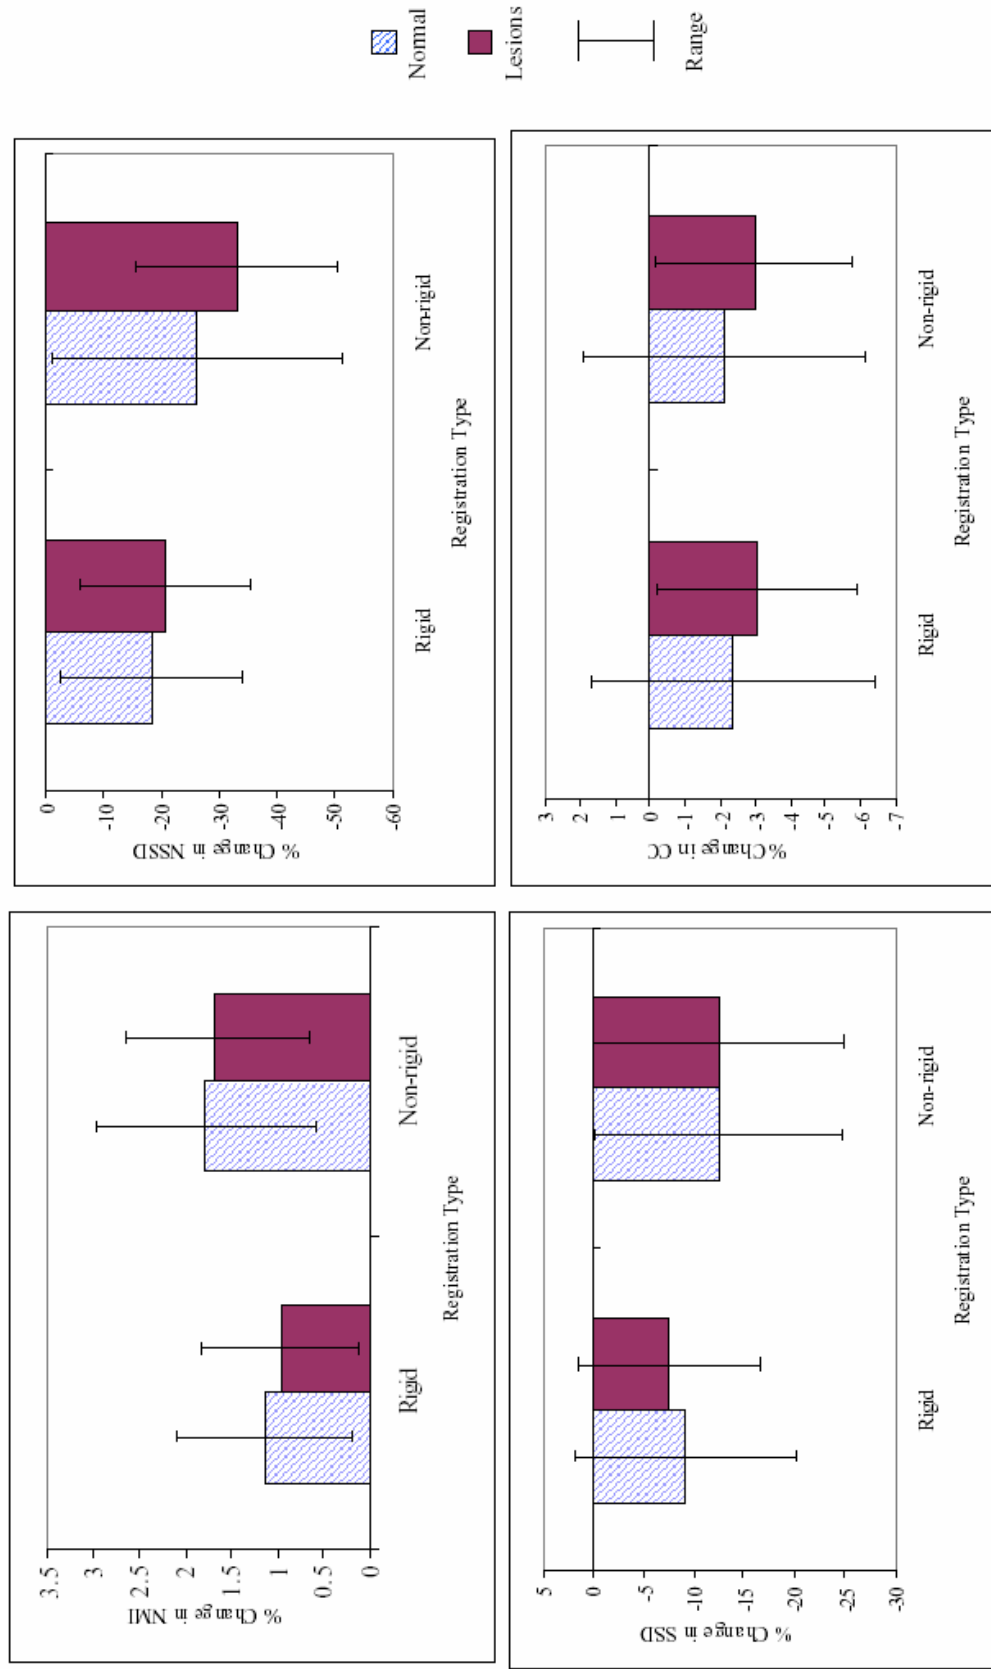 3.5
3
2.5
2
1.5
1
0.5
0
% Change in NMI
Rigid
Non-rigid
Registration Type
0
-10
-20
-30
-40
-50
-60
% Change in NSSD
Rigid
Non-rigid
Registration Type
5
0
-5
-10
-15
-20
-25
-30
% Change in SSD
Rigid
Non-rigid
Registration Type
3
2
1
0
-1
-2
-3
-4
-5
-6
-7
% Change in CC
Rigid
Non-rigid
Registration Type
Normal
Lesions
Range